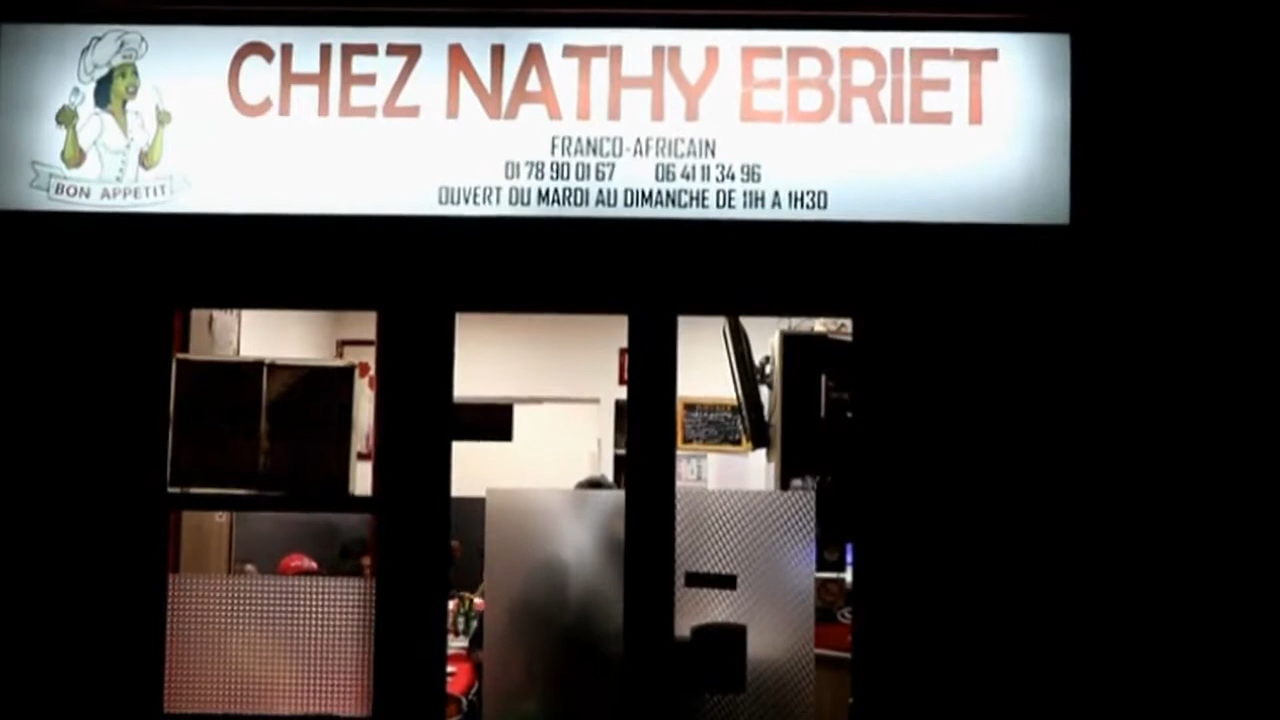 CHEZ NATHY EBRIET
FRANCO-AFRICAIN
01 78 90 01 67 06 41 11 34 96
OUVERT DU MARDI AU DIMANCHE DE 11H A 1H30
BON APPETIT